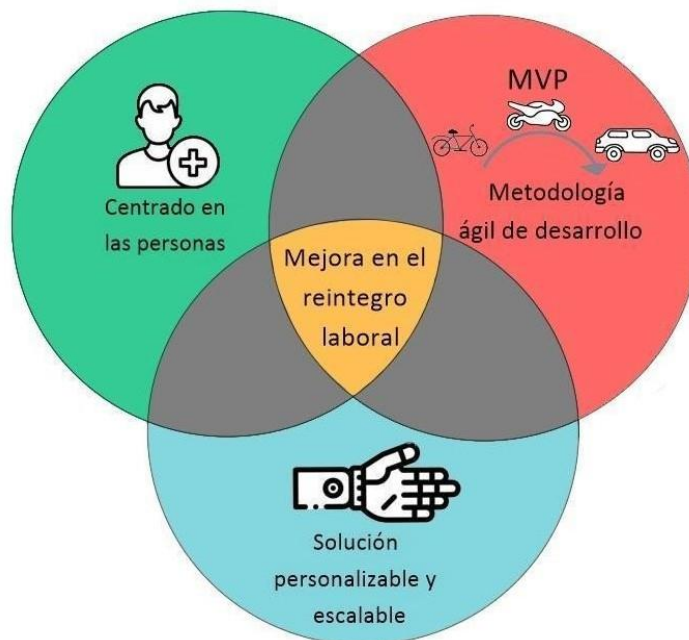 Centrado en
las personas
MVP
Metodología
ágil de desarrollo
Mejora en el
reintegro
laboral
Solución
personalizable y
escalable